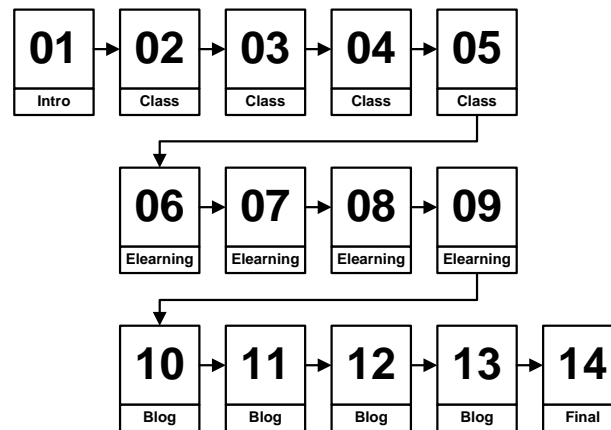 01 02 03 04 05
Intro Class Class Class Class
06 07 08 09
Elearning Elearning Elearning Elearning
10 11 12 13 14
Blog Blog Blog Blog Final